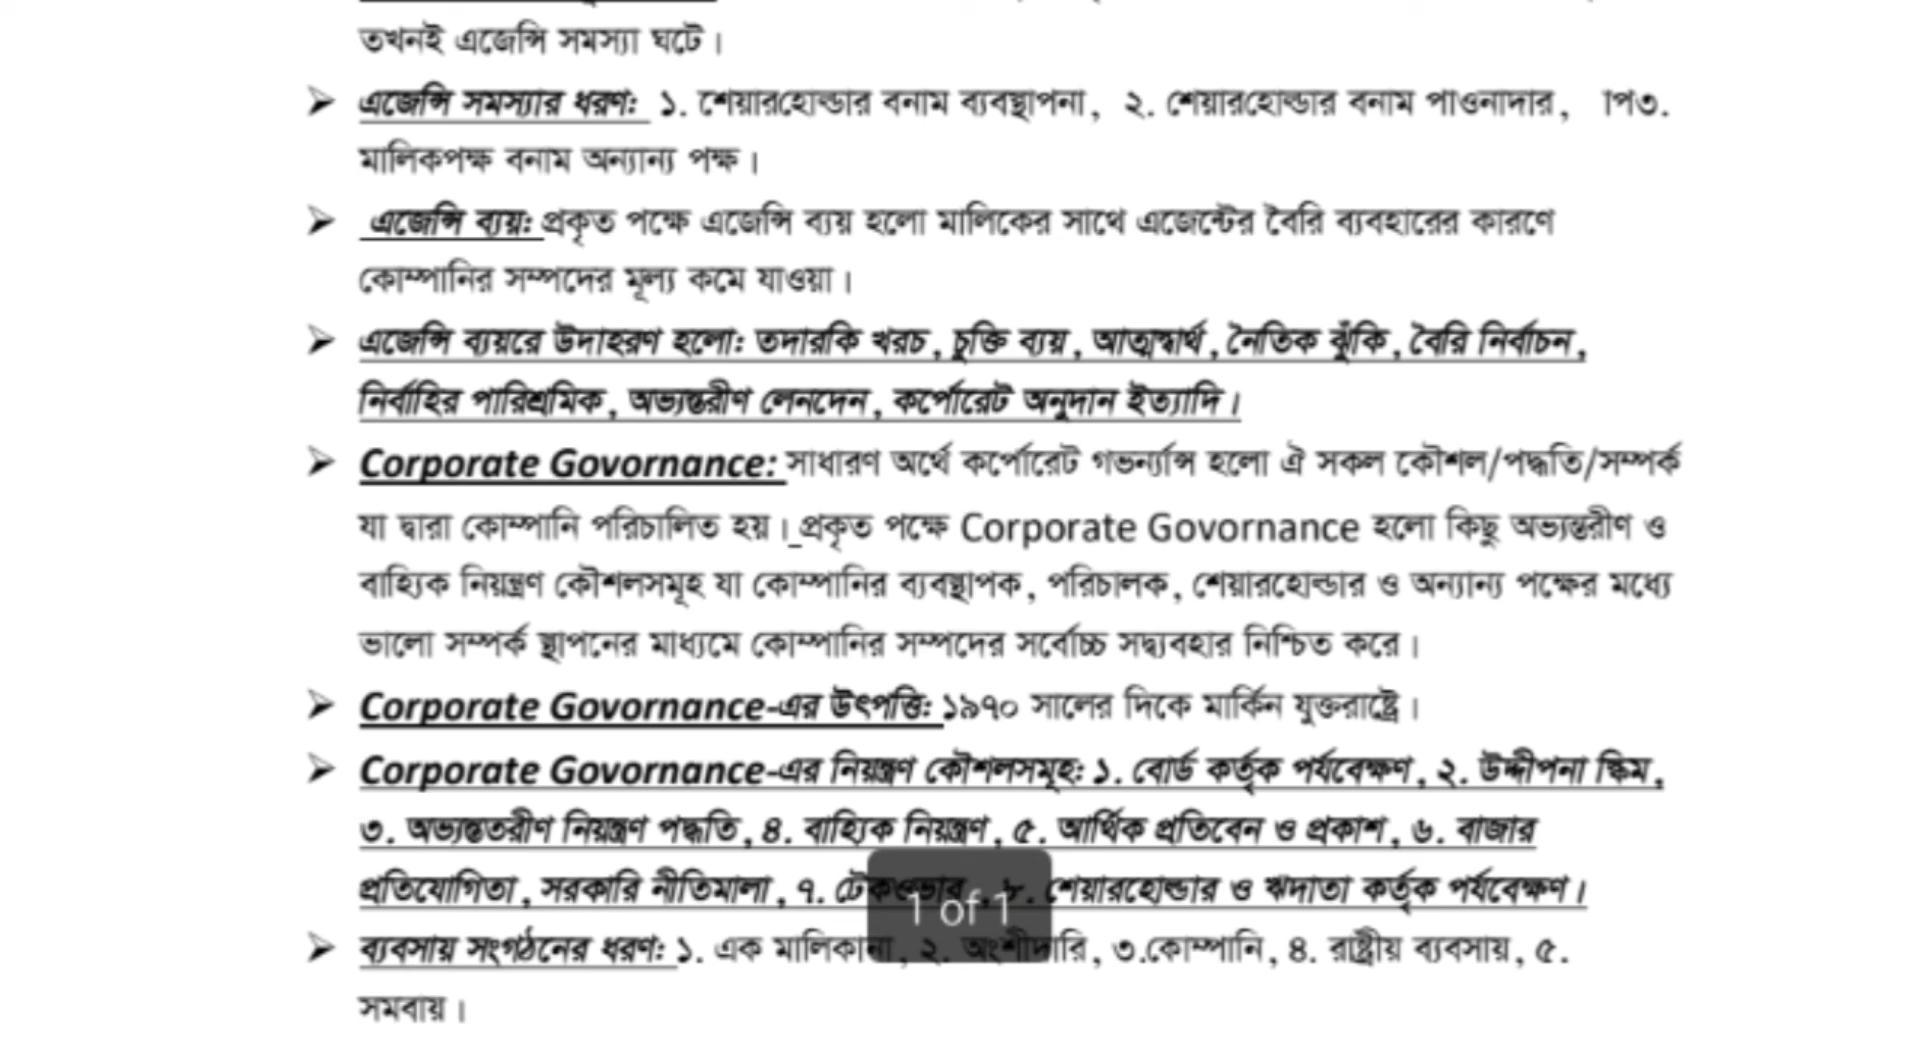 তখনই এজেন্সি সমস্যা ঘটে।
➢ এজেন্সি সমস্যার ধরণ: ১. শেয়ারহোল্ডার বনাম ব্যবস্থাপনা, ২. শেয়ারহোল্ডার বনাম পাওনাদার, াপ৩.
মালিকপক্ষ বনাম অন্যান্য পক্ষ।
➢ এজেন্সি ব্যয়: প্রকৃত পক্ষে এজেন্সি ব্যয় হলো মালিকের সাথে এজেন্টের বৈরি ব্যবহারের কারণে
কোম্পানির সম্পদের মূল্য কমে যাওয়া।
➢ এজেন্সি ব্যয়রে উদাহরণ হলো: তদারকি খরচ, চুক্তি ব্যয়, আত্মস্বার্থ, নৈতিক ঝুঁকি, বৈরি নির্বাচন,
নির্বাহির পারিশ্রমিক, অভ্যন্তরীণ লেনদেন, কর্পোরেট অনুদান ইত্যাদি।
➢ Corporate Govornance: সাধারণ অর্থে কর্পোরেট গভর্ন্যান্স হলো ঐ সকল কৌশল/পদ্ধতি/সম্পর্ক
যা দ্বারা কোম্পানি পরিচালিত হয়। প্রকৃত পক্ষে Corporate Govornance হলো কিছু অভ্যন্তরীণ ও
বাহ্যিক নিয়ন্ত্রণ কৌশলসমূহ যা কোম্পানির ব্যবস্থাপক, পরিচালক, শেয়ারহোল্ডার ও অন্যান্য পক্ষের মধ্যে
ভালো সম্পর্ক স্থাপনের মাধ্যমে কোম্পানির সম্পদের সর্বোচ্চ সদ্ব্যবহার নিশ্চিত করে।
➢ Corporate Govornance-এর উৎপত্তি: ১৯৭০ সালের দিকে মার্কিন যুক্তরাষ্ট্রে।
➢ Corporate Govornance-এর নিয়ন্ত্রণ কৌশলসমূহ: ১. বোর্ড কর্তৃক পর্যবেক্ষণ, ২. উদ্দীপনা স্কিম,
৩. অভ্যন্ততরীণ নিয়ন্ত্রণ পদ্ধতি, ৪. বাহ্যিক নিয়ন্ত্রণ, ৫. আর্থিক প্রতিবেন ও প্রকাশ, ৬. বাজার
প্রতিযোগিতা, সরকারি নীতিমালা, ৭. টেকওভার, ৮. শেয়ারহোল্ডার ও ঋদাতা কর্তৃক পর্যবেক্ষণ।
1 of 1
➢ ব্যবসায় সংগঠনের ধরণ: ১. এক মালিকানা, ২. অংশীদারি, ৩.কোম্পানি, ৪. রাষ্ট্রীয় ব্যবসায়, ৫.
সমবায়।